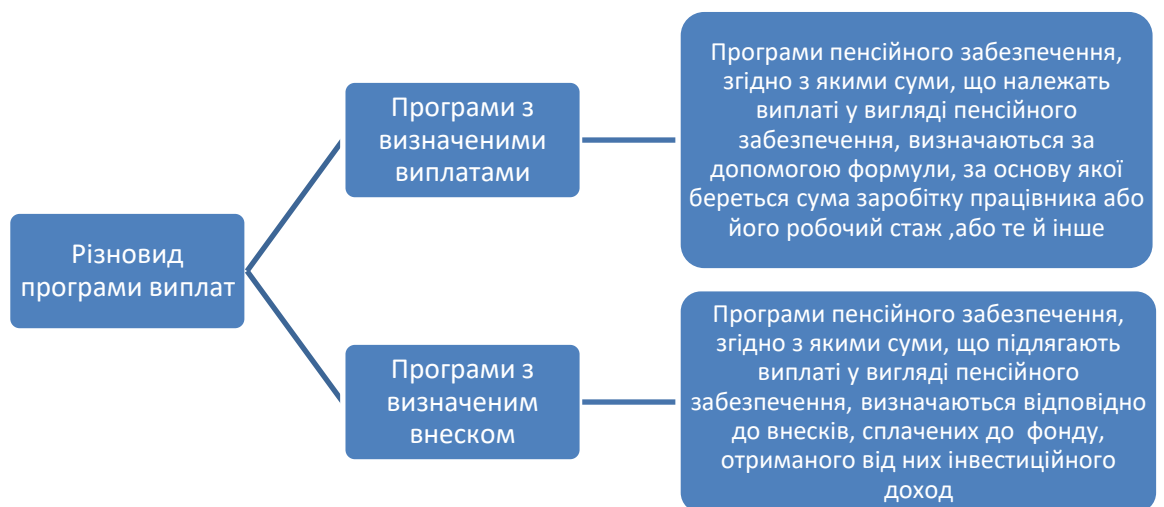 Різновид
програми виплат
Програми з
визначеними
виплатами
Програми пенсійного забезпечення,
згідно з якими суми, що належать
виплаті у вигляді пенсійного
забезпечення, визначаються за
допомогою формули, за основу якої
береться сума заробітку працівника або
його робочий стаж ,або те й інше
Програми з
визначеним
внеском
Програми пенсійного забезпечення,
згідно з якими суми, що підлягають
виплаті у вигляді пенсійного
забезпечення, визначаються відповідно
до внесків, сплачених до фонду,
отриманого від них інвестиційного
доход